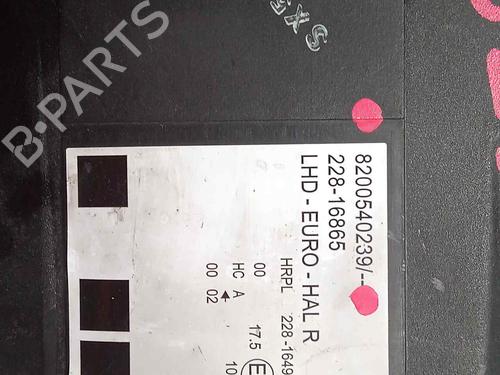 8200540239/--
228-16865
LHD - EURO - HAL R
HRPL 228-1649
00 17.5 10
HC A E
00 02
B-PARTS